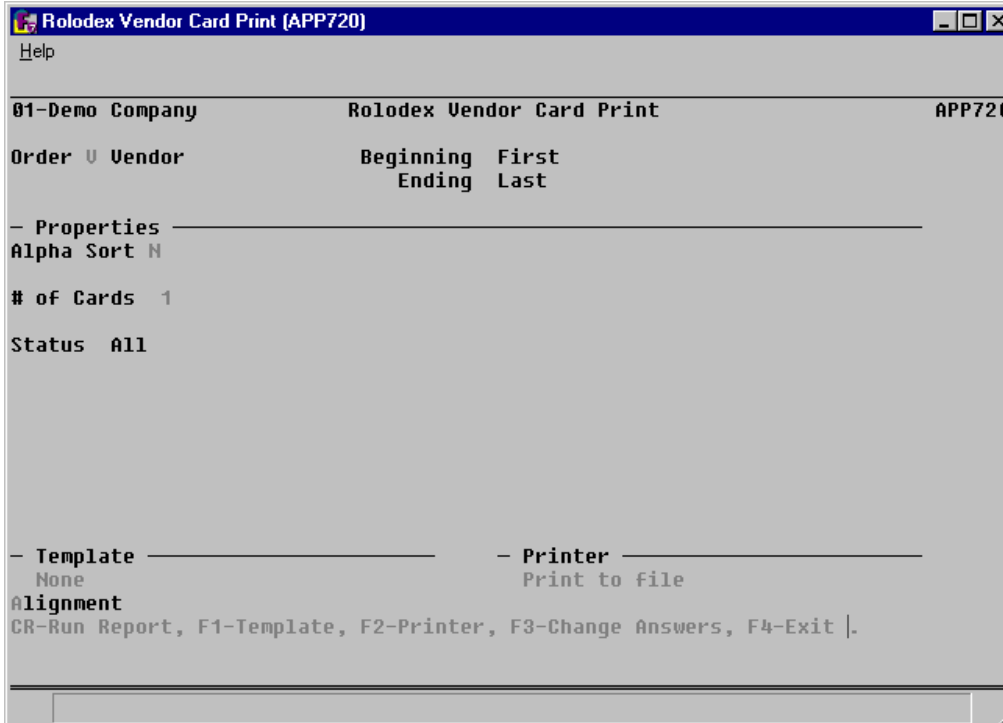 Rolodex Vendor Card Print (APP720)
Help
01-Demo Company Rolodex Vendor Card Print APP720
Order V Vendor Beginning First
Ending Last
Properties
Alpha Sort N
# of Cards 1
Status All
Template Printer
None Print to file
Alignment
CR-Run Report, F1-Template, F2-Printer, F3-Change Answers, F4-Exit .